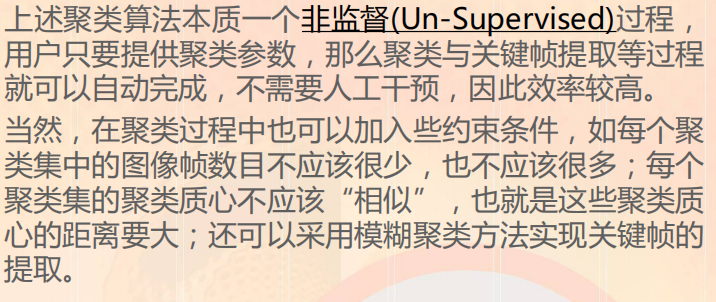 上述聚类算法本质一个非监督(Un-Supervised)过程，
用户只要提供聚类参数，那么聚类与关键帧提取等过程
就可以自动完成，不需要人工干预，因此效率较高。
当然，在聚类过程中也可以加入些约束条件，如每个聚
类集中的图像帧数目不应该很少，也不应该很多；每个
聚类集的聚类质心不应该“相似”，也就是这些聚类质
心的距离要大；还可以采用模糊聚类方法实现关键帧的
提取。